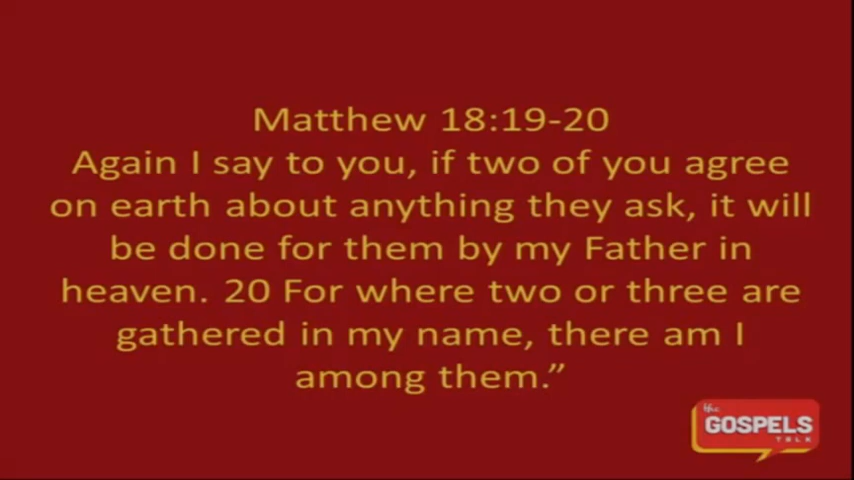 Matthew 18:19-20
Again I say to you, if two of you agree
on earth about anything they ask, it will
be done for them by my Father in
heaven. 20 For where two or three are
gathered in my name, there am I
among them.”
the
GOSPELS
TALK